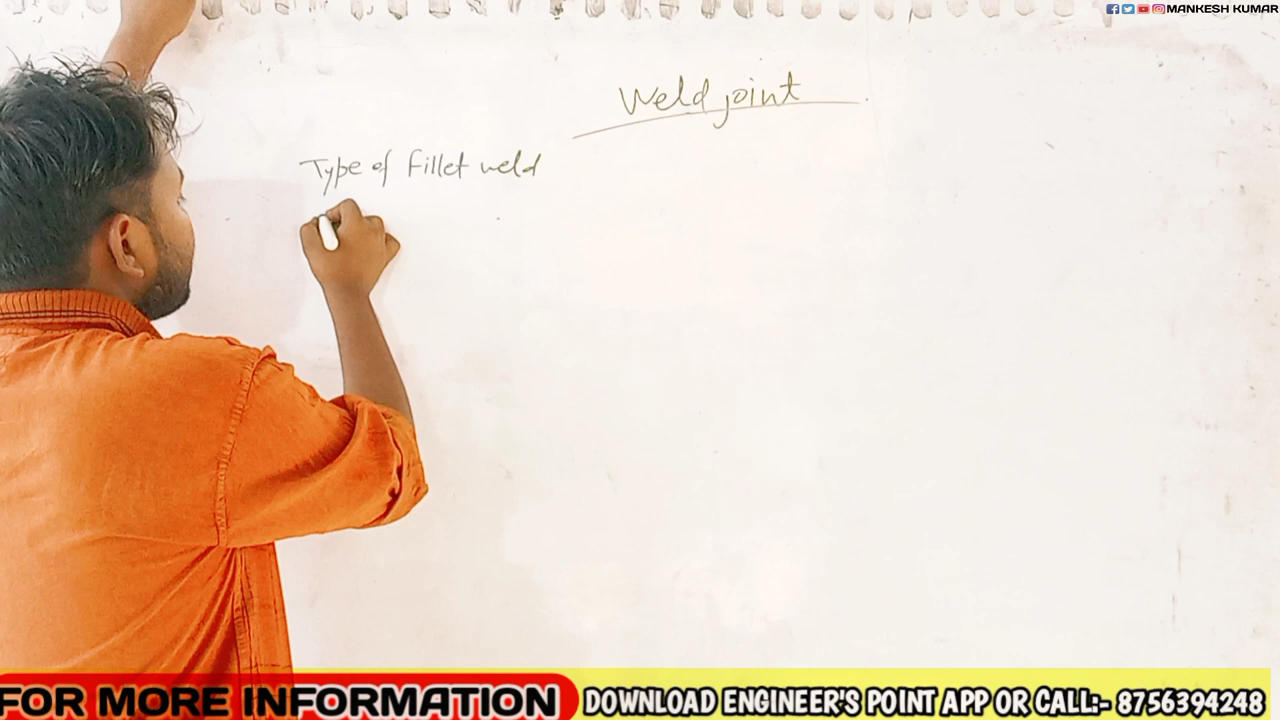 MANKESH KUMAR
Weld joint
Type of Fillet weld
FOR MORE INFORMATION
DOWNLOAD ENGINEER'S POINT APP OR CALL:- 8756394248